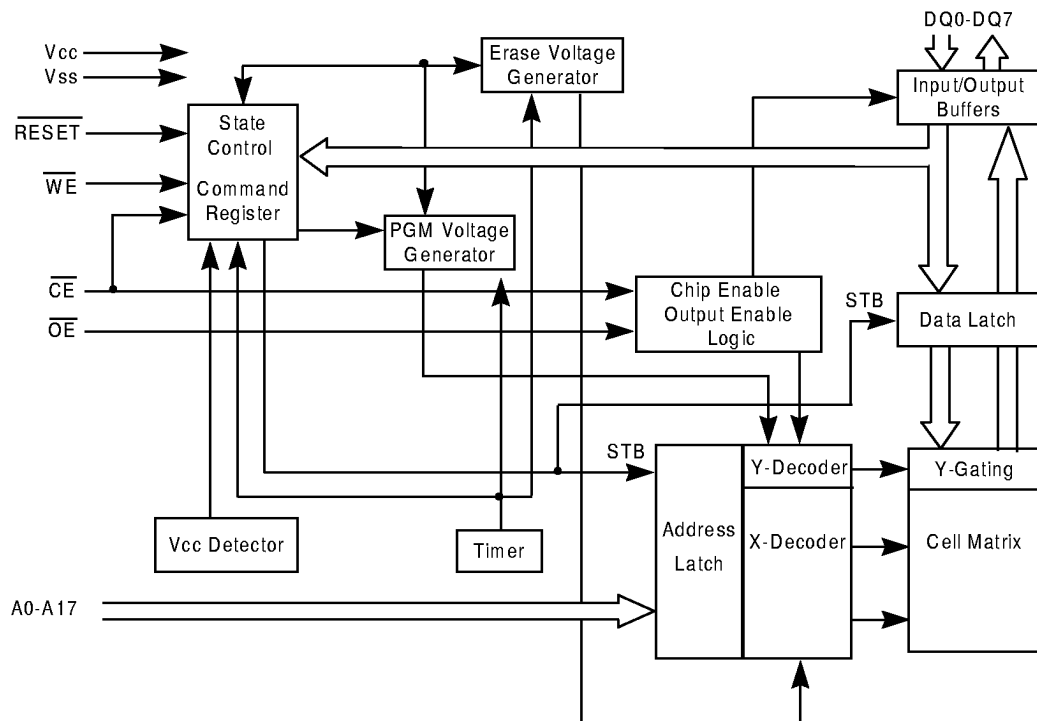 DQ0-DQ7
Vcc
Vss
Erase Voltage
Generator
Input/Output
Buffers
RESET
State
Control
WE
Command
Register
PGM Voltage
Generator
CE
Chip Enable
Output Enable
Logic
STB
Data Latch
OE
STB
Y-Decoder
Y-Gating
Vcc Detector
Timer
Address
Latch
X-Decoder
Cell Matrix
A0-A17